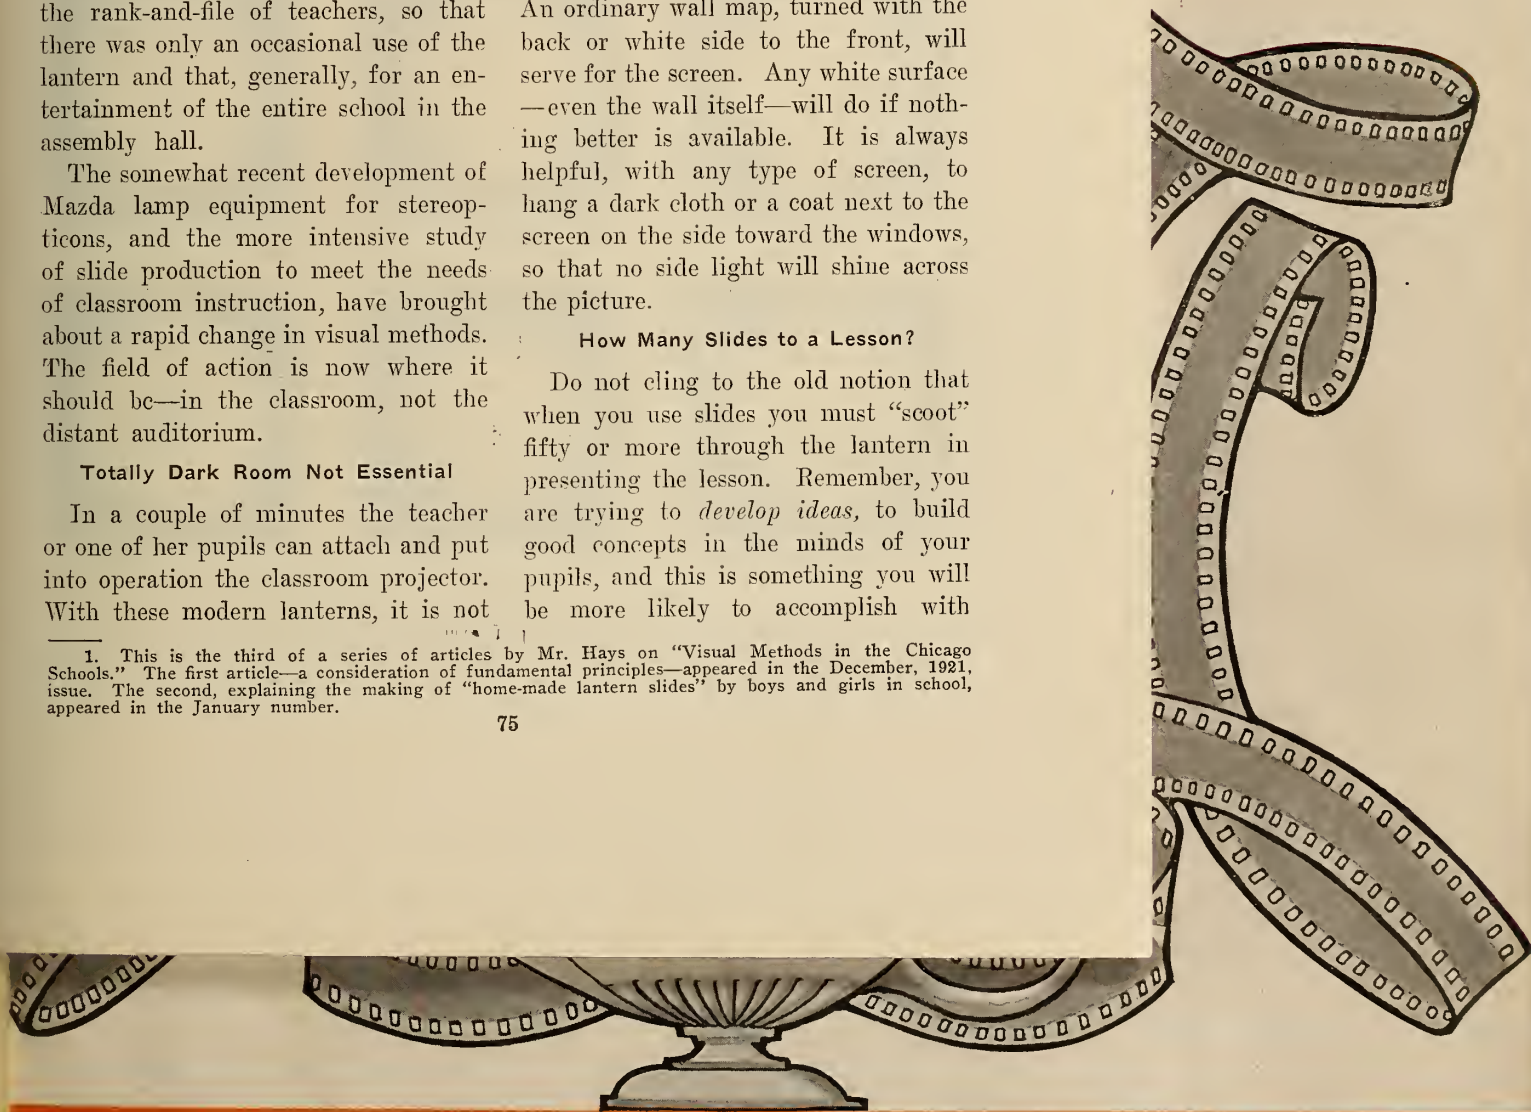 the rank-and-file of teachers, so that
there was only an occasional use of the
lantern and that, generally, for an en-
tertainment of the entire school in the
assembly hall.
The somewhat recent development of
Mazda lamp equipment for stereop-
ticons, and the more intensive study
of slide production to meet the needs
of classroom instruction, have brought
about a rapid change in visual methods.
The field of action is now where it
should be—in the classroom, not the
distant auditorium.
Totally Dark Room Not Essential
In a couple of minutes the teacher
or one of her pupils can attach and put
into operation the classroom projector.
With these modern lanterns, it is not
An ordinary wall map, turned with the
back or white side to the front, will
serve for the screen. Any white surface
—even the wall itself—will do if noth-
ing better is available. It is always
helpful, with any type of screen, to
hang a dark cloth or a coat next to the
screen on the side toward the windows,
so that no side light will shine across
the picture.
How Many Slides to a Lesson?
Do not cling to the old notion that
when you use slides you must “scoot”
fifty or more through the lantern in
presenting the lesson. Remember, you
are trying to develop ideas, to build
good concepts in the minds of your
pupils, and this is something you will
be more likely to accomplish with
1. This is the third of a series of articles by Mr. Hays on “Visual Methods in the Chicago
Schools.” The first article—a consideration of fundamental principles—appeared in the December, 1921,
issue. The second, explaining the making of “home-made lantern slides” by boys and girls in school,
appeared in the January number.
75